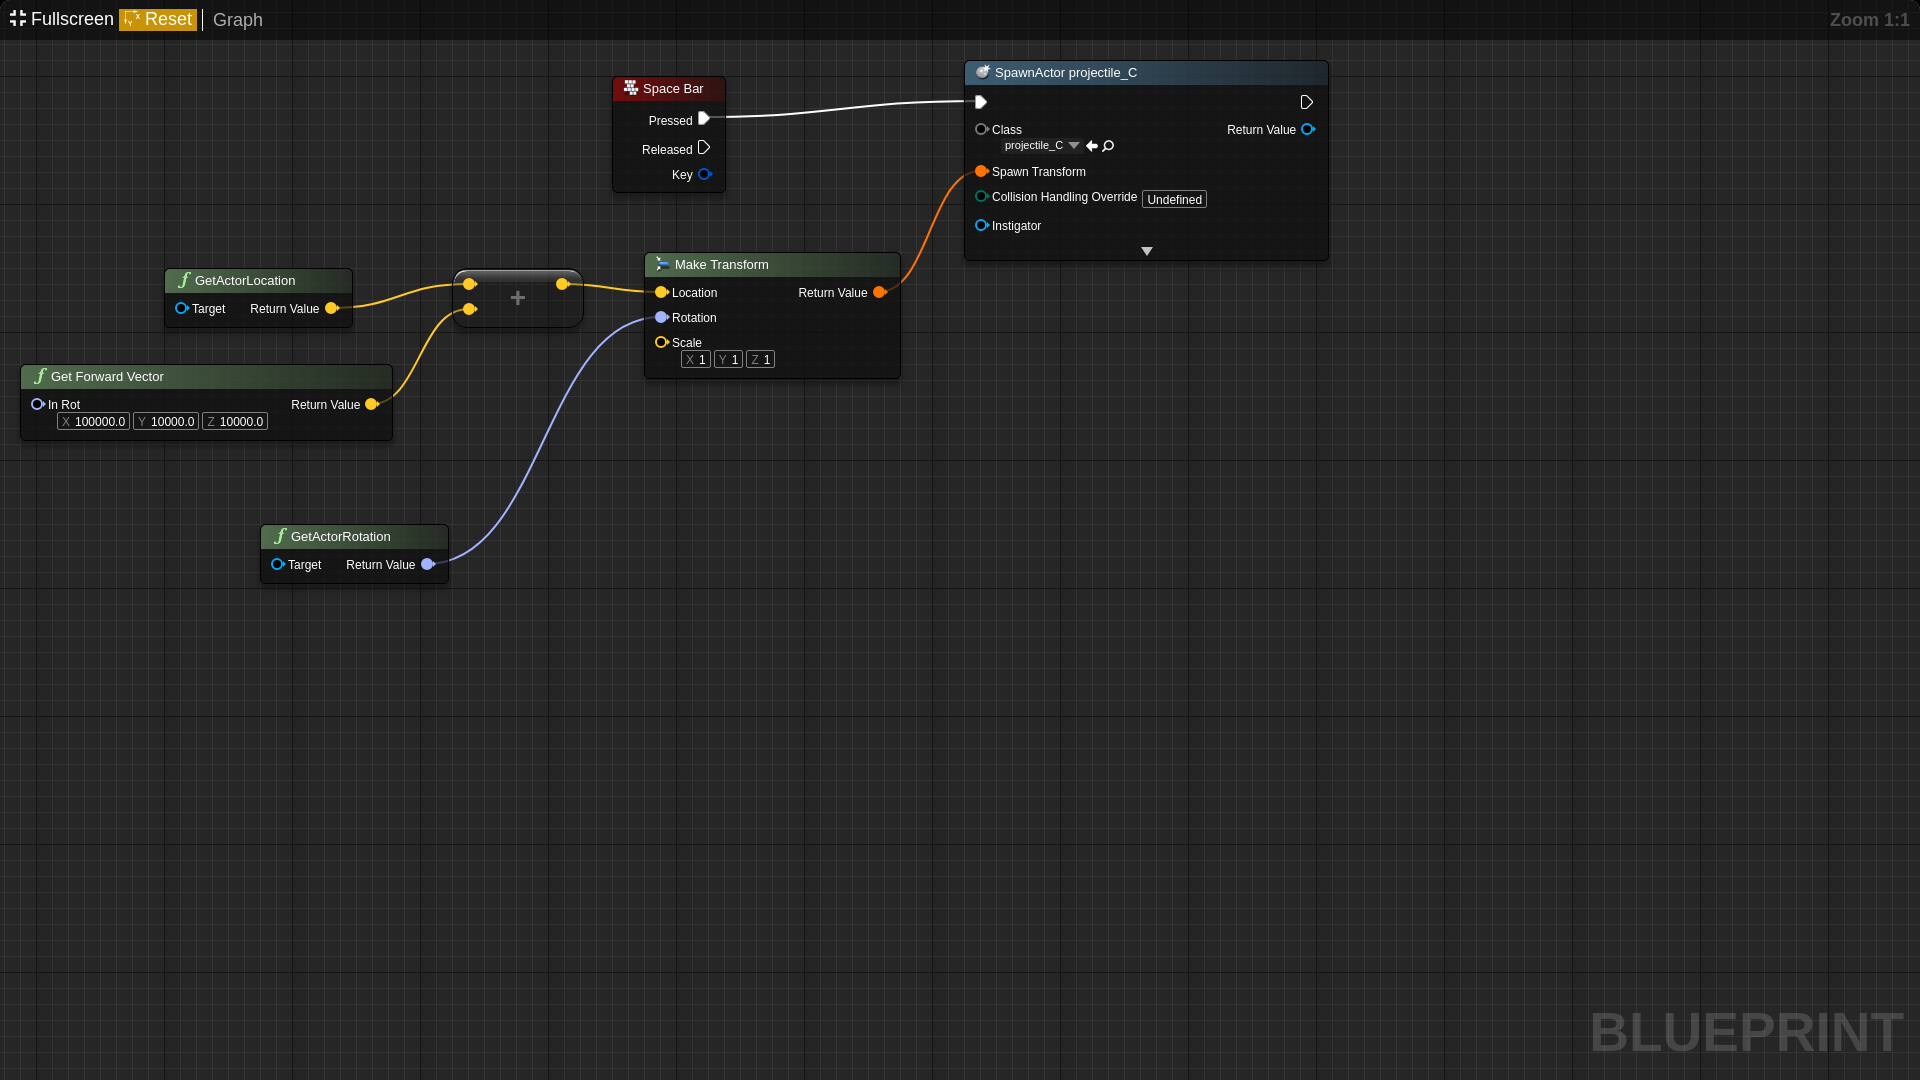 Fullscreen Reset Graph
Zoom 1:1
Space Bar
Pressed
Released
Key
SpawnActor projectile_C
Class Return Value
projectile_C
Spawn Transform
Collision Handling Override Undefined
Instigator
GetActorLocation
Target Return Value
+
Make Transform
Location Return Value
Rotation
Scale
X 1 Y 1 Z 1
Get Forward Vector
In Rot Return Value
X 100000.0 Y 10000.0 Z 10000.0
GetActorRotation
Target Return Value
BLUEPRINT